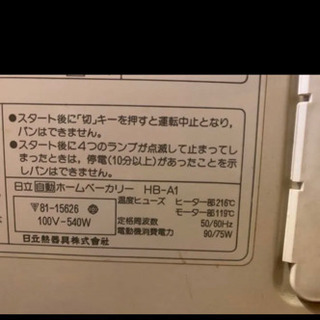 ●スタート後に「切」キーを押すと運転中止となり、
パンはできません。
●スタート後に4つのランプが点滅して止まってし
まったときは、停電(10分以上)があったことを示
しパンはできません。
日立自動ホームベーカリー HB-A1
81-15626
100V-540W
温度ヒューズ ヒーター部216℃
モーター部119℃
定格周波数 50/60Hz
電動機消費電力 90/75W
日立熱器具株式会社